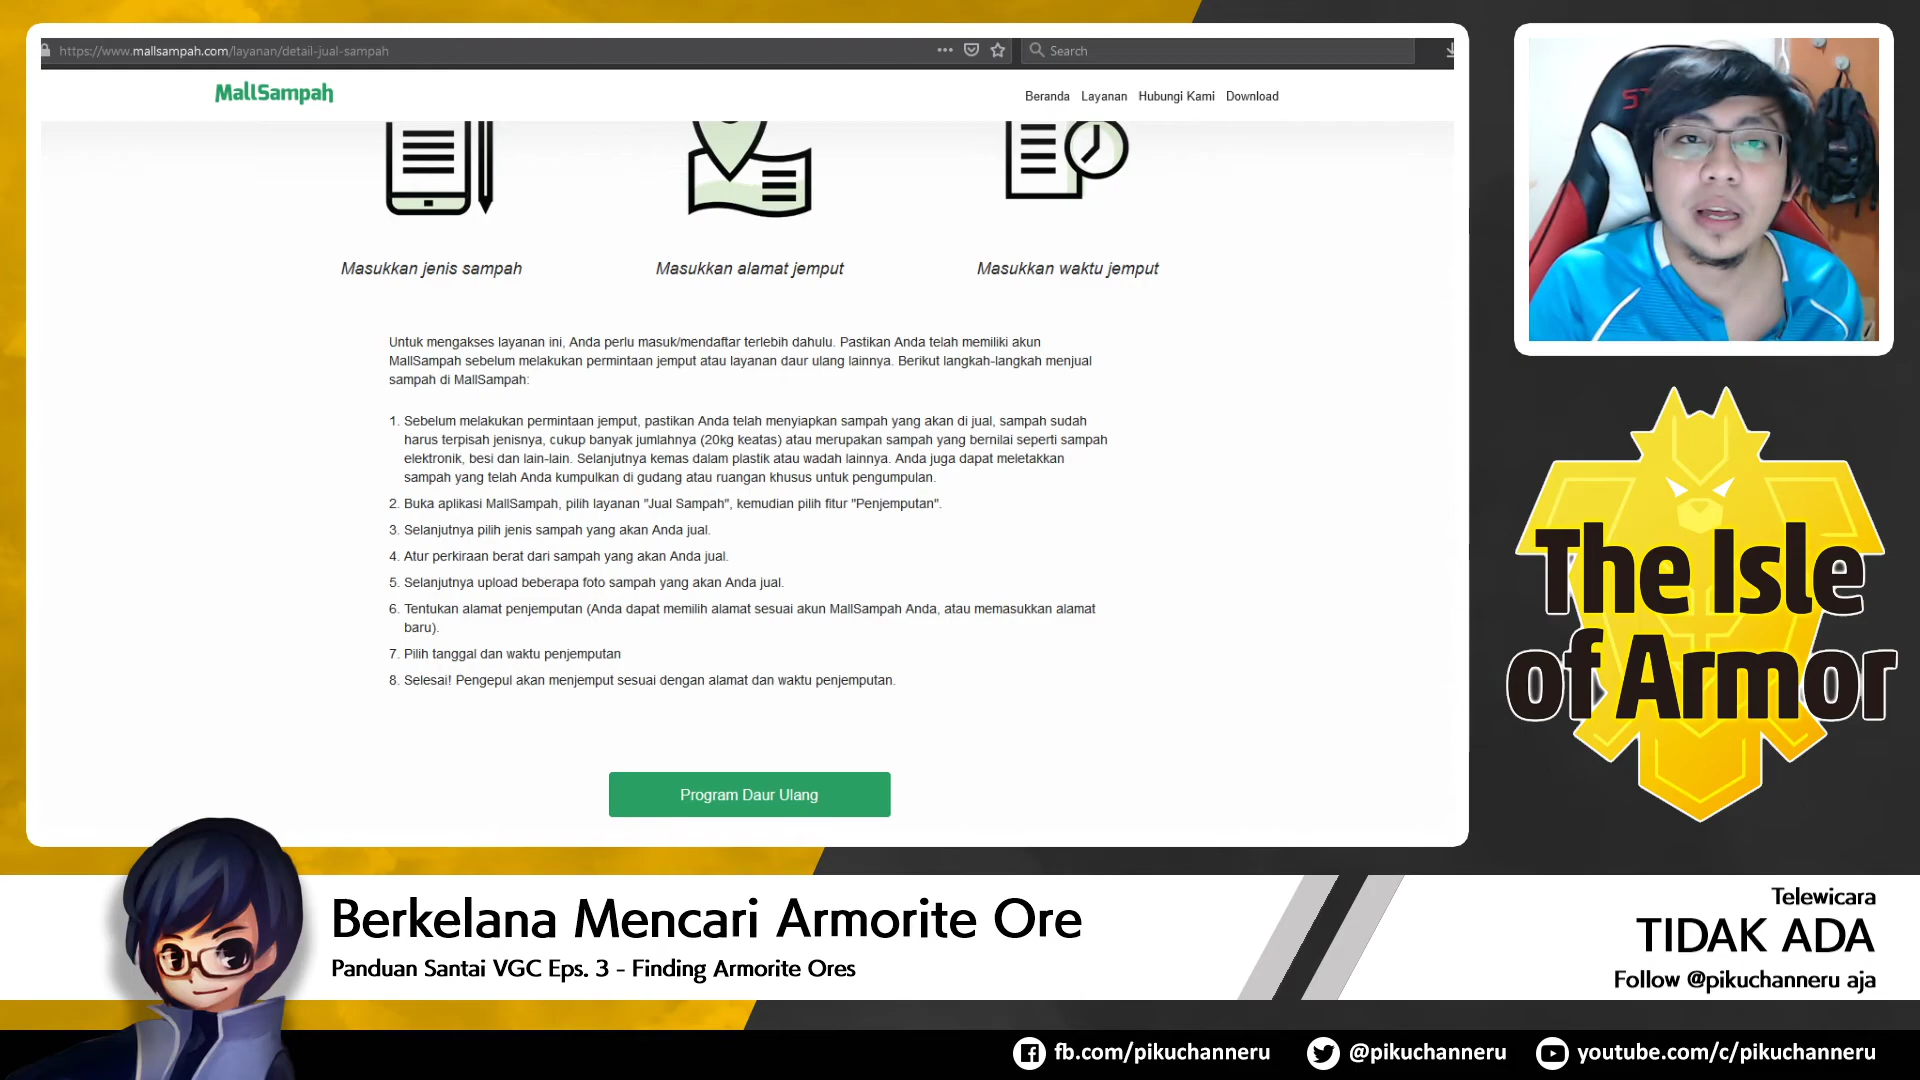 https://www.mallsampah.com/layanan/detail-jual-sampah
Search
MallSampah
Beranda Layanan Hubungi Kami Download
Masukkan jenis sampah
Masukkan alamat jemput
Masukkan waktu jemput
Untuk mengakses layanan ini, Anda perlu masuk/mendaftar terlebih dahulu. Pastikan Anda telah memiliki akun
MallSampah sebelum melakukan permintaan jemput atau layanan daur ulang lainnya. Berikut langkah-langkah menjual
sampah di MallSampah:
1. Sebelum melakukan permintaan jemput, pastikan Anda telah menyiapkan sampah yang akan di jual, sampah sudah
harus terpisah jenisnya, cukup banyak jumlahnya (20kg keatas) atau merupakan sampah yang bernilai seperti sampah
elektronik, besi dan lain-lain. Selanjutnya kemas dalam plastik atau wadah lainnya. Anda juga dapat meletakkan
sampah yang telah Anda kumpulkan di gudang atau ruangan khusus untuk pengumpulan.
2. Buka aplikasi MallSampah, pilih layanan "Jual Sampah", kemudian pilih fitur "Penjemputan".
3. Selanjutnya pilih jenis sampah yang akan Anda jual.
4. Atur perkiraan berat dari sampah yang akan Anda jual.
5. Selanjutnya upload beberapa foto sampah yang akan Anda jual.
6. Tentukan alamat penjemputan (Anda dapat memilih alamat sesuai akun MallSampah Anda, atau memasukkan alamat
baru).
7. Pilih tanggal dan waktu penjemputan
8. Selesai! Pengepul akan menjemput sesuai dengan alamat dan waktu penjemputan.
Program Daur Ulang
The Isle
of Armor
Berkelana Mencari Armorite Ore
Panduan Santai VGC Eps. 3 - Finding Armorite Ores
Telewicara
TIDAK ADA
Follow @pikuchanneru aja
fb.com/pikuchanneru
@pikuchanneru
youtube.com/c/pikuchanneru